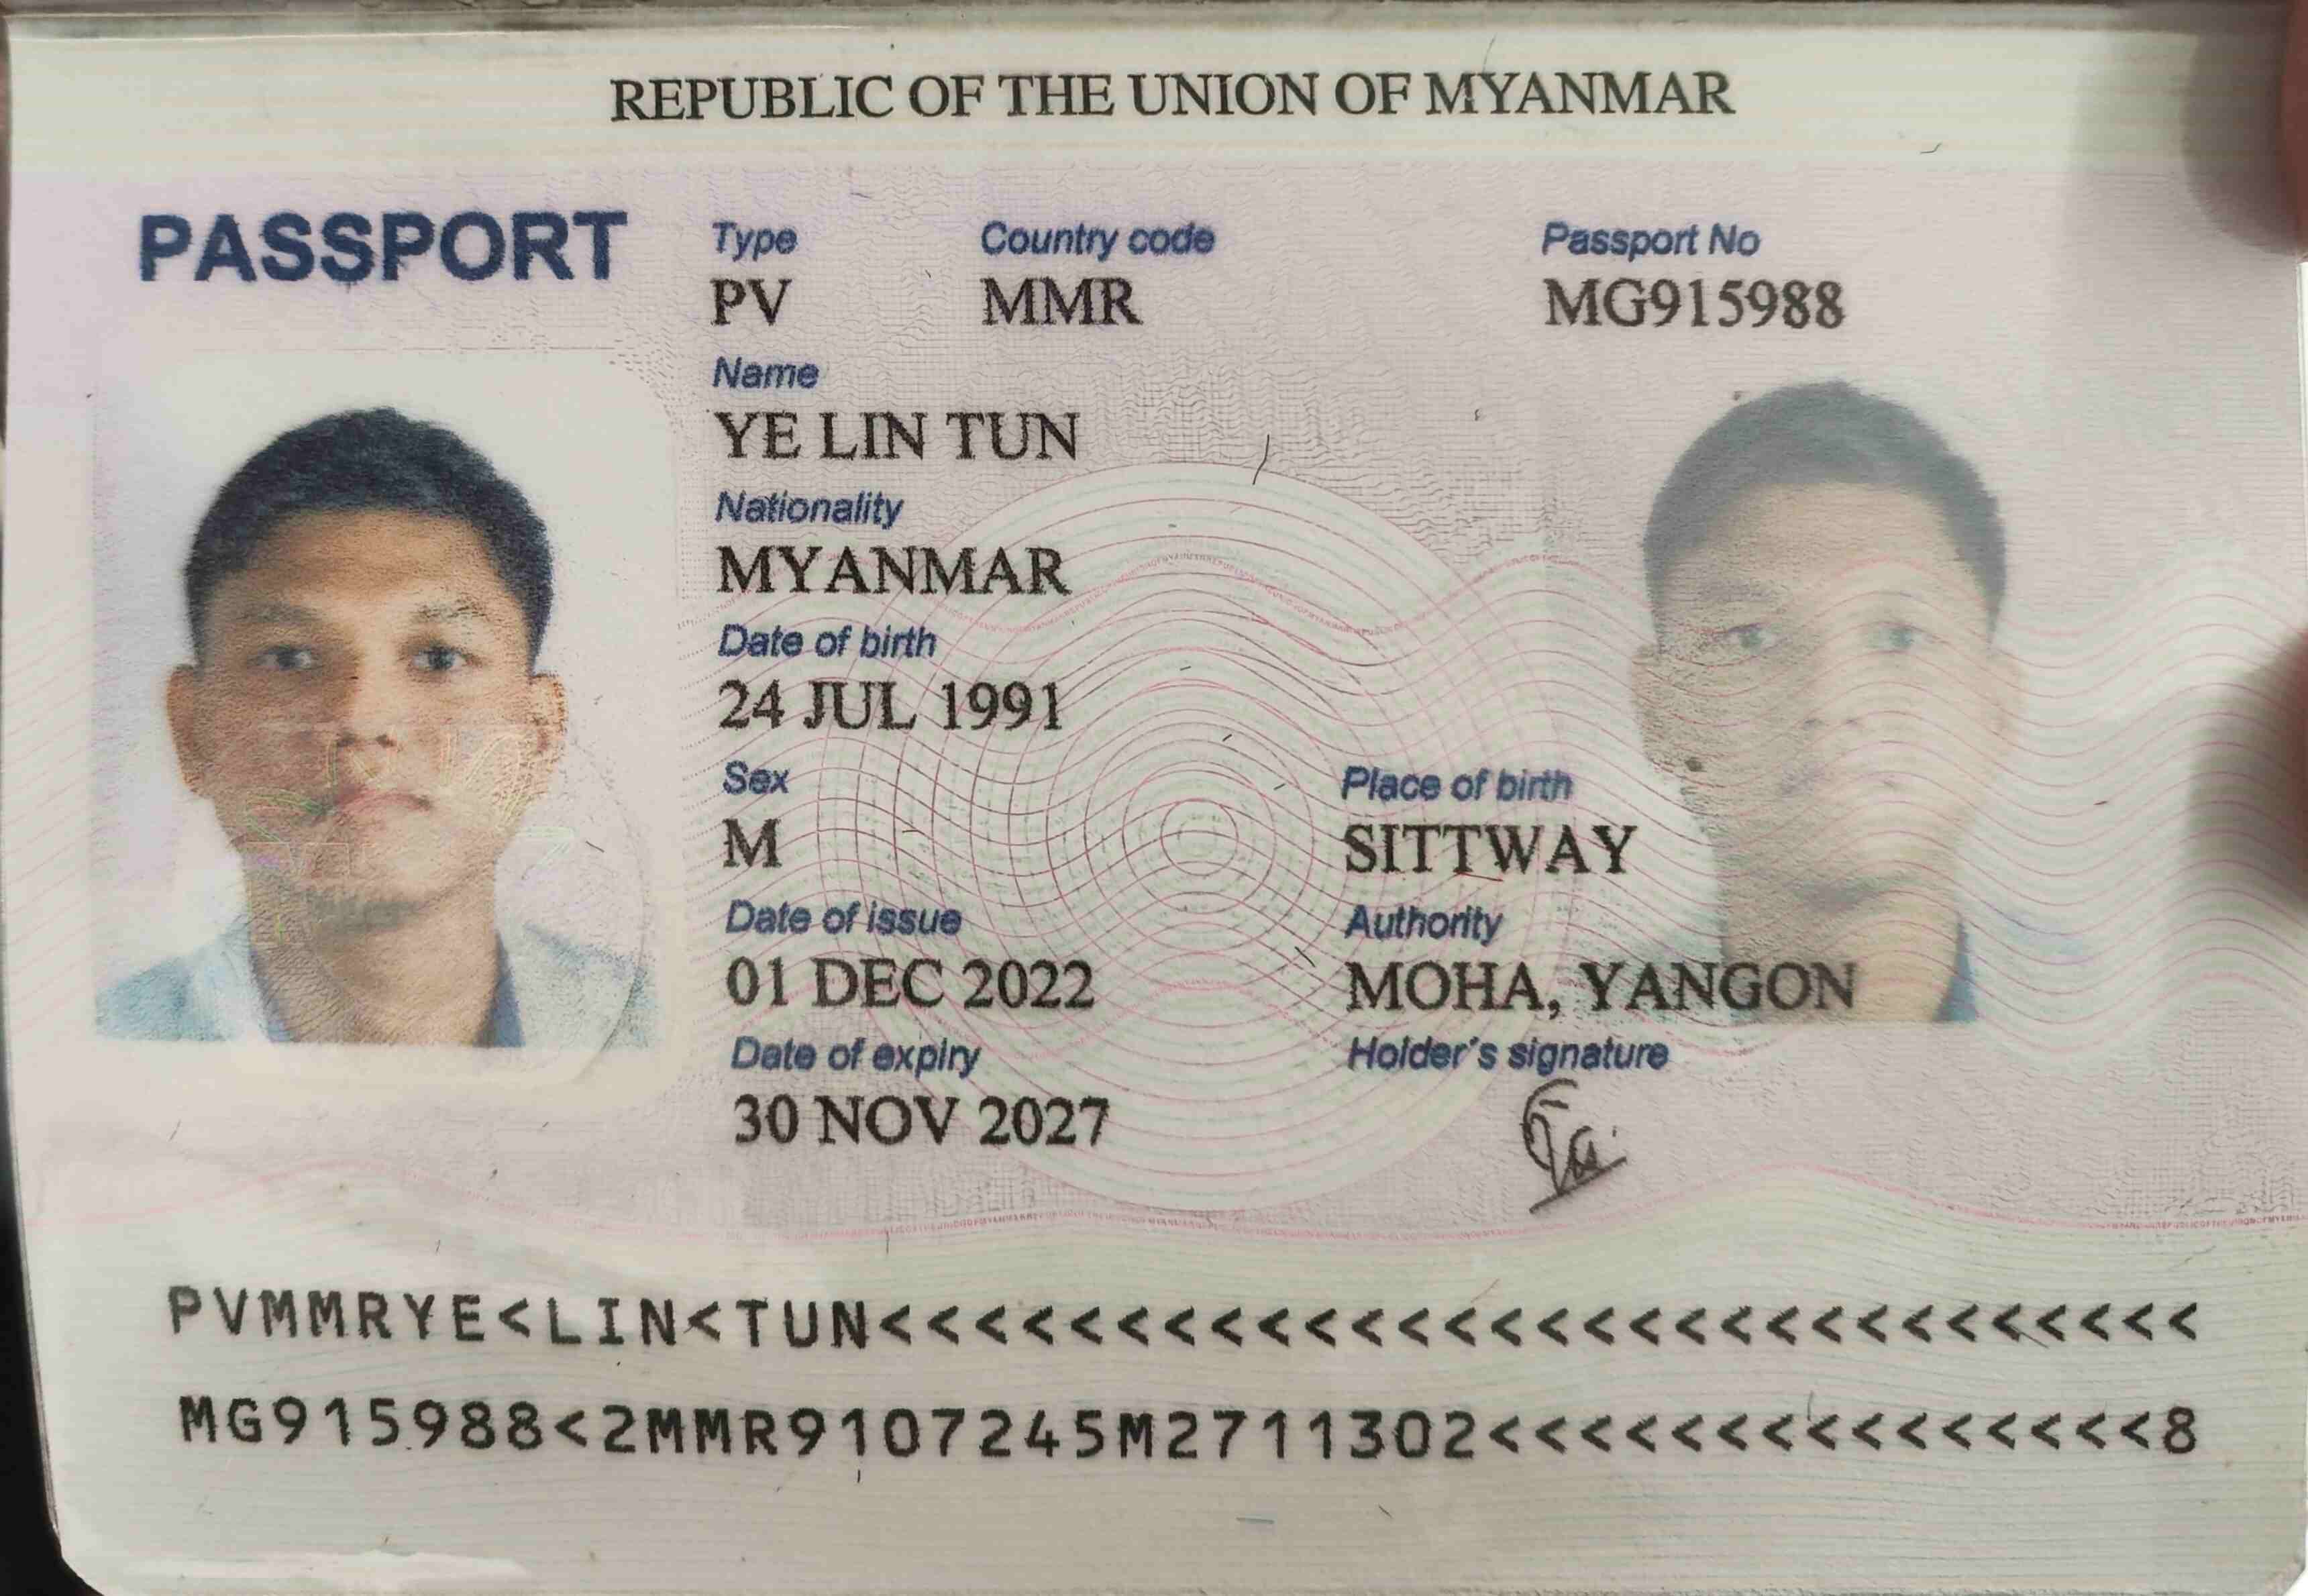 REPUBLIC OF THE UNION OF MYANMAR
PASSPORT
Type Country code Passport No
PV MMR MG915988
Name
YE LIN TUN
Nationality
MYANMAR
Date of birth
24 JUL 1991
Sex Place of birth
M SITTWAY
Date of issue Authority
01 DEC 2022 MOHA, YANGON
Date of expiry Holder's signature
30 NOV 2027
PVMMRYE<LIN<TUN<<<<<<<<<<<<<<<<<<<<<<<<<<<<<
MG915988<2MMR9107245M2711302<<<<<<<<<<<<<<<8